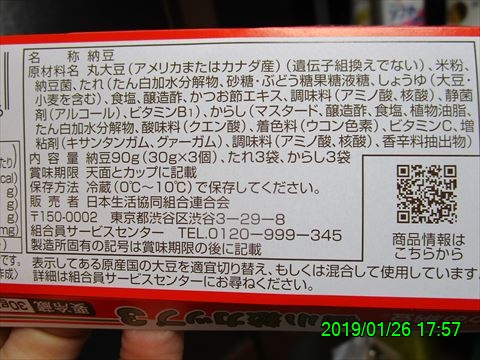 名 称 納豆
原材料名 丸大豆(アメリカまたはカナダ産)(遺伝子組換えでない)、米粉、
納豆菌、たれ(たん白加水分解物、砂糖・ぶどう糖果糖液糖、しょうゆ(大豆・
小麦を含む)、食塩、醸造酢、かつお節エキス、調味料(アミノ酸、核酸)、静菌
剤(アルコール)、ビタミンB1)、からし(マスタード、醸造酢、食塩、植物油脂、
たん白加水分解物、酸味料(クエン酸)、着色料(ウコン色素)、ビタミンC、増
粘剤(キサンタンガム、グァーガム)、調味料(アミノ酸、核酸)、香辛料抽出物)
内 容 量 納豆90g(30g×3個)、たれ3袋、からし3袋
賞味期限 天面とカップに記載
保存方法 冷蔵(0℃〜10℃)で保存してください。
販 売 者 日本生活協同組合連合会
〒150-0002 東京都渋谷区渋谷3-29-8
組合員サービスセンター TEL.0120-999-345
製造所固有の記号は賞味期限の後に記載
商品情報は
こちらから
表示してある原産国の大豆を適宜切り替え、もしくは混合して使用しています。
詳細は組合員サービスセンターにお尋ねください。
要冷蔵 30g
小粒カップ3
2019/01/26 17:57